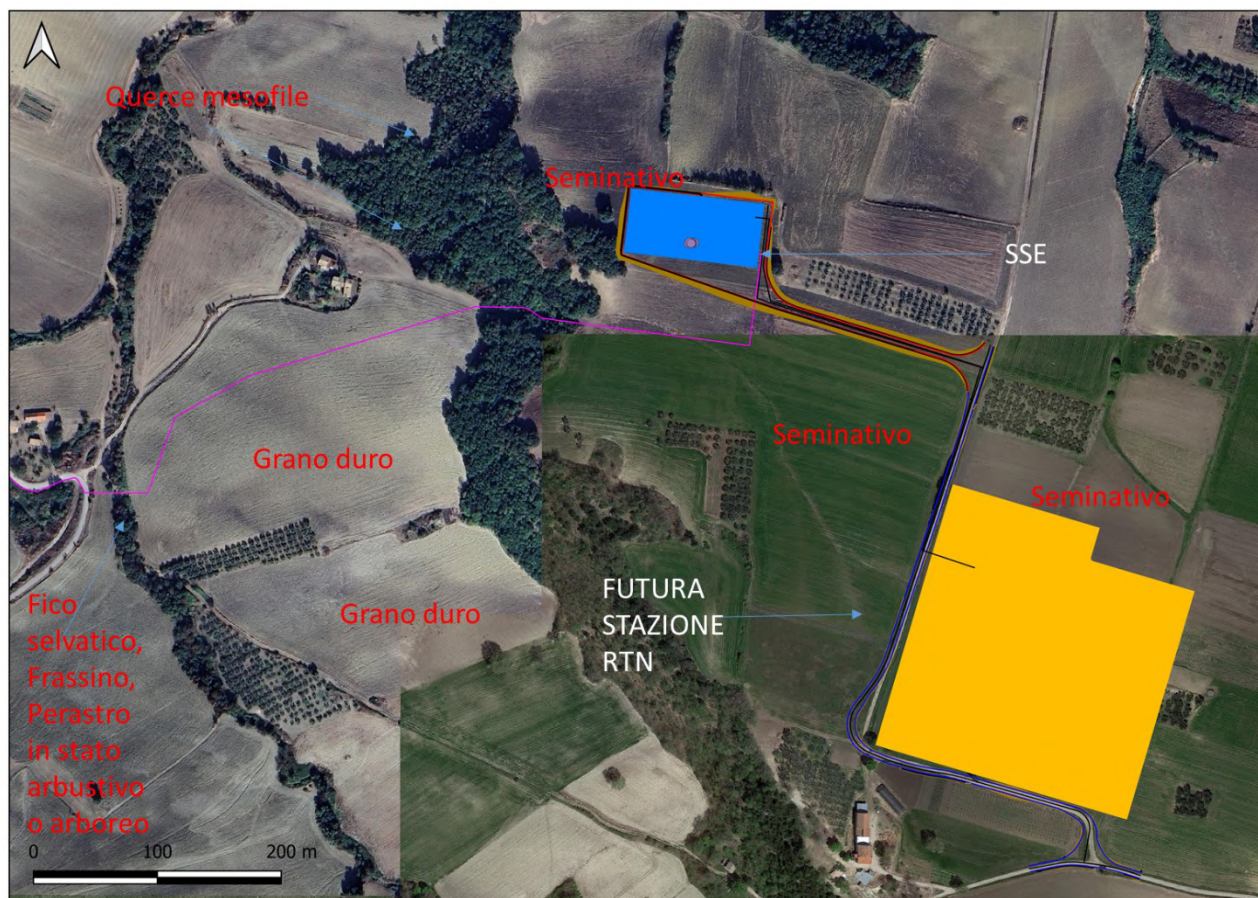 Querce mesofile
Seminativo
SSE
Seminativo
Grano duro
Seminativo
FUTURA
STAZIONE
RTN
Grano duro
Fico
selvatico,
Frassino,
Perastro
in stato
arbustivo
o arboreo
0 100 200 m